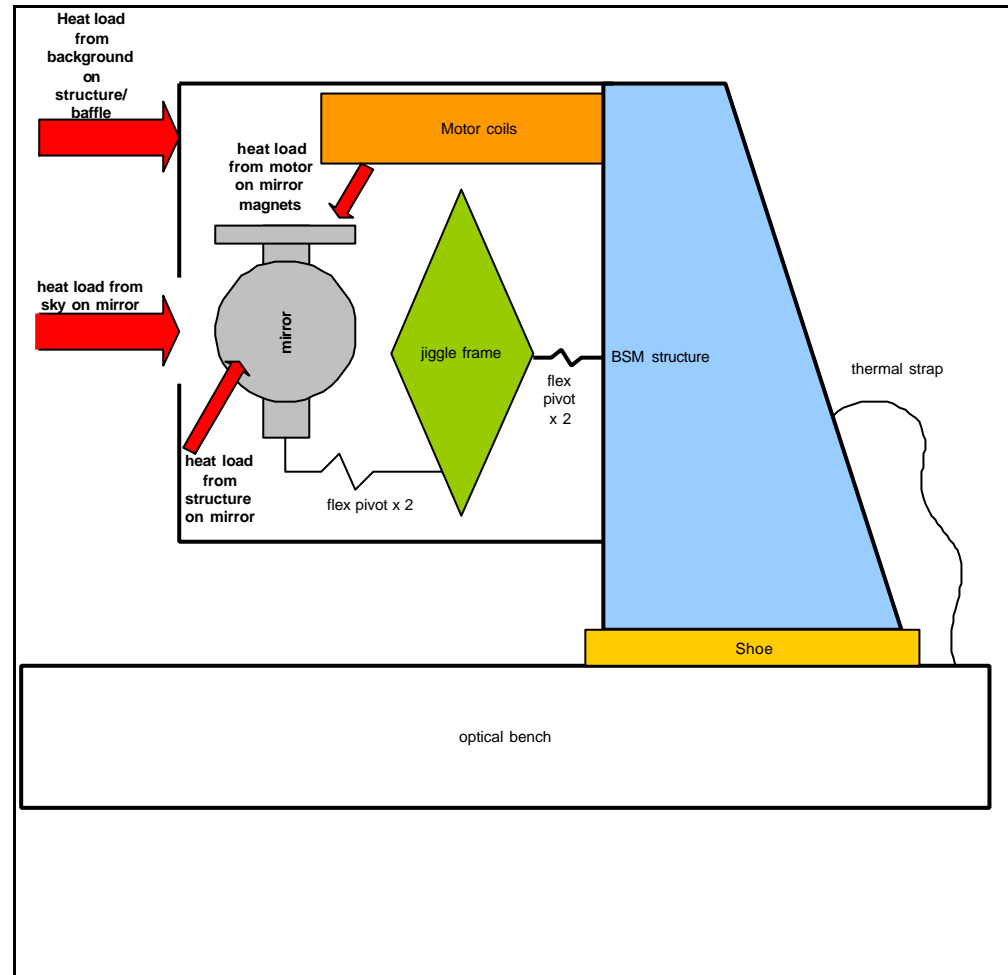 Heat load
from
background
on
structure/
baffle
Motor coils
heat load
from motor
on mirror
magnets
heat load from
sky on mirror
mirror
jiggle frame
BSM structure
flex
pivot
x 2
thermal strap
heat load
from
structure
on mirror
flex pivot x 2
Shoe
optical bench